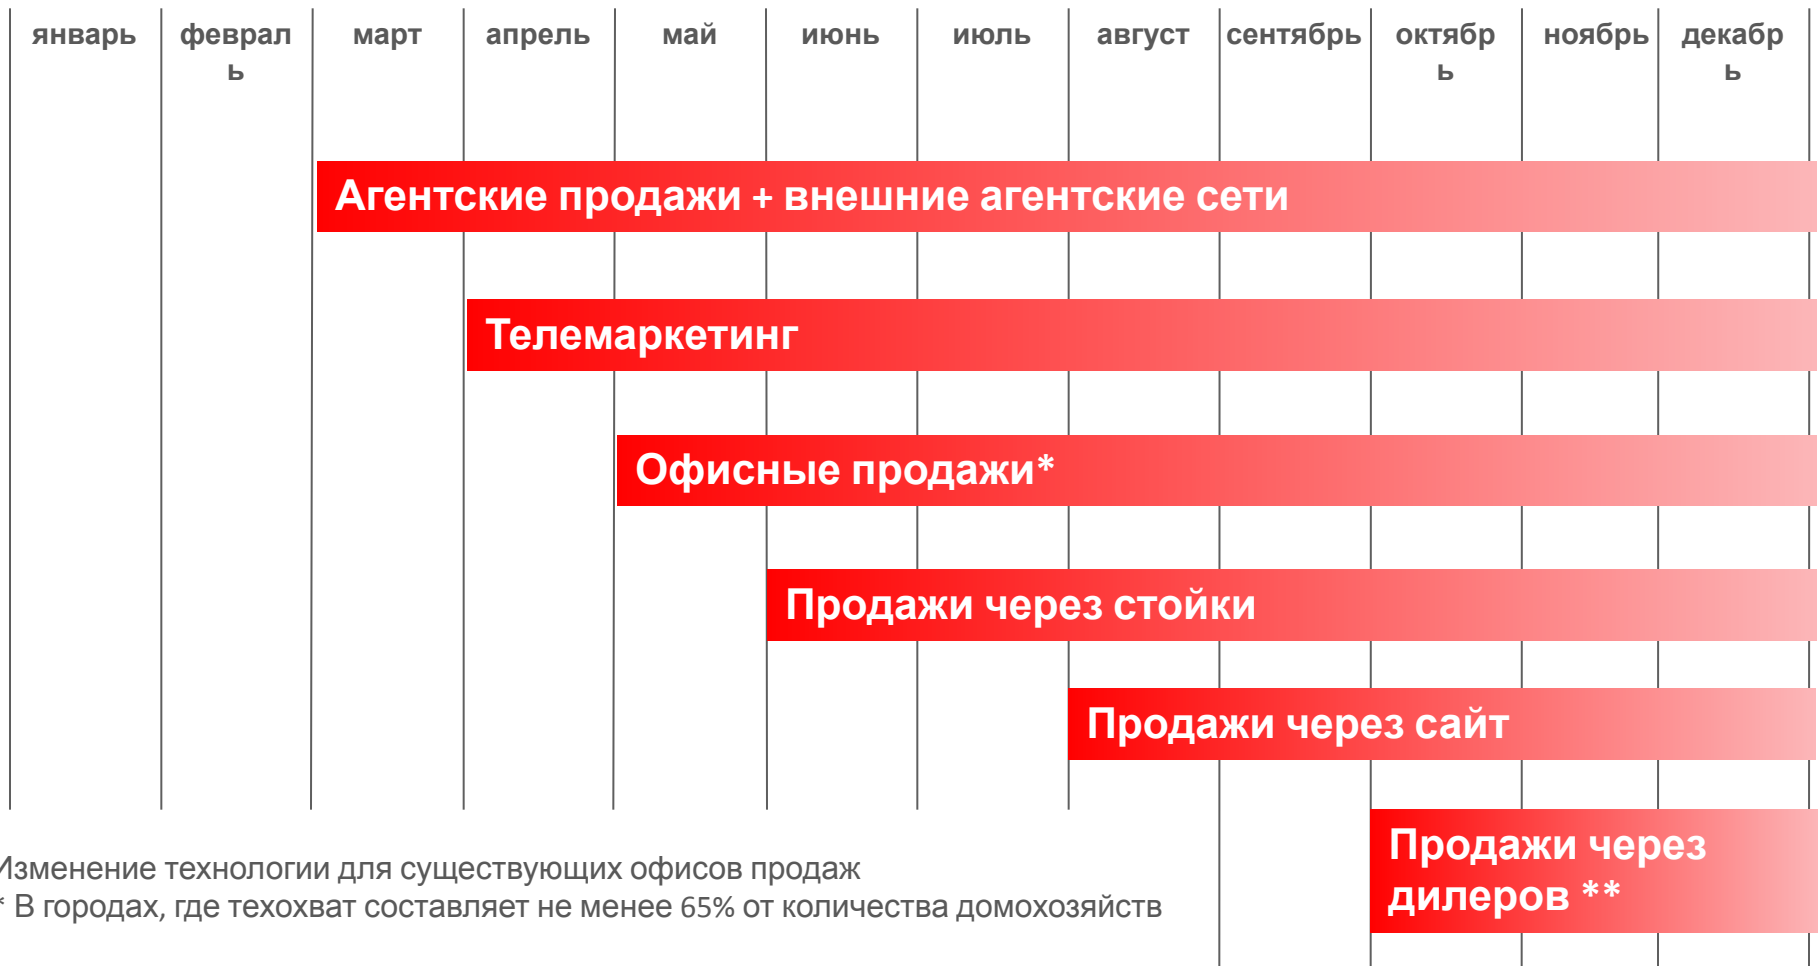 январь феврал март апрель май июнь июль август сентябрь октябр ноябрь декабр
ь ь ь
Агентские продажи + внешние агентские сети
Телемаркетинг
Офисные продажи*
Продажи через стойки
Продажи через сайт
Продажи через
дилеров **
Изменение технологии для существующих офисов продаж
* В городах, где техохват составляет не менее 65% от количества домохозяйств